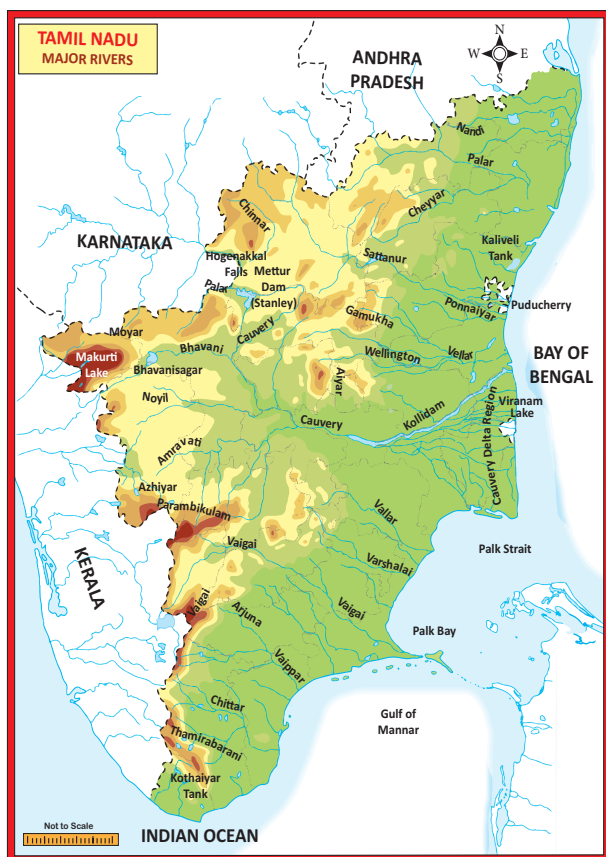 TAMIL NADU
MAJOR RIVERS
N
W
E
S
ANDHRA
PRADESH
Nandi
Palar
Cheyyar
Chinnar
KARNATAKA
Sattanur
Kaliveli
Tank
Hogenakkal
Falls
Mettur
Dam
(Stanley)
Palar
Ponnaiyar
Puducherry
Gamukha
Moyar
Cauvery
Bhavani
Makurti
Lake
Wellington
Vellar
BAY OF
BENGAL
Bhavanisagar
Aiyar
Noyil
Viranam
Lake
Kollidam
Cauvery
Cauvery Delta Region
Amravati
Azhiyar
Parambikulam
Vallar
Vaigai
Varshalai
Palk Strait
KERALA
Vaigai
Arjuna
Vaigai
Palk Bay
Vaippar
Chittar
Gulf of
Mannar
Thamirabarani
Kothaiyar
Tank
Not to Scale
INDIAN OCEAN